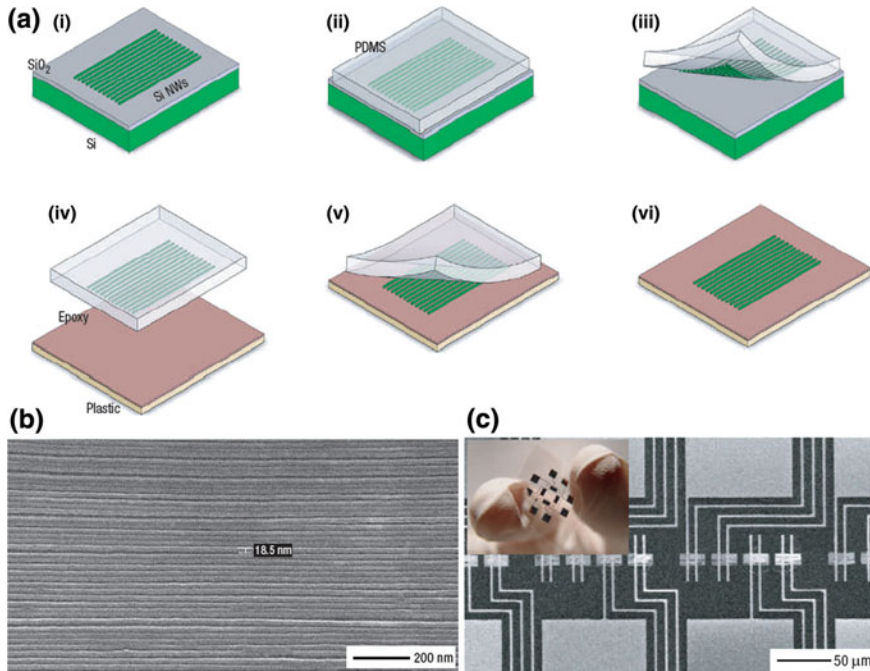 (a) (i) (ii) (iii)
SiO₂
Si NWs
Si
PDMS
(iv) (v) (vi)
Epoxy
Plastic
(b)
18.5 nm
200 nm
(c)
50 μm